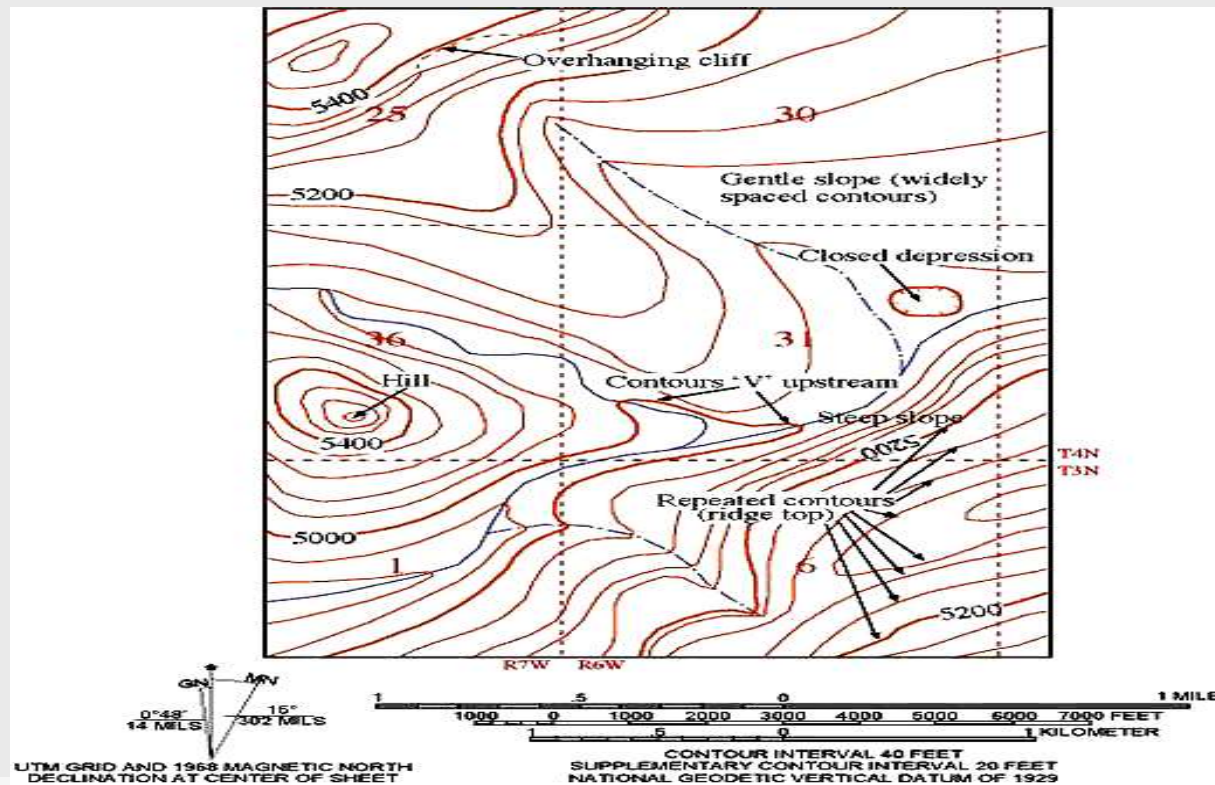 Overhanging cliff
5400
25
30
Gentle slope (widely
spaced contours)
5200
Closed depression
36
31
Hill
Contours 'V' upstream
Steep slope
5400
5200
T4N
T3N
Repeated contours
(ridge top)
5000
1
6
5200
R7W R6W
GN MN
0°48' 15°
14 MILS 302 MILS
UTM GRID AND 1968 MAGNETIC NORTH
DECLINATION AT CENTER OF SHEET
1 .5 0 1 MILE
1000 0 1000 2000 3000 4000 5000 6000 7000 FEET
1 .5 0 1 KILOMETER
CONTOUR INTERVAL 40 FEET
SUPPLEMENTARY CONTOUR INTERVAL 20 FEET
NATIONAL GEODETIC VERTICAL DATUM OF 1929